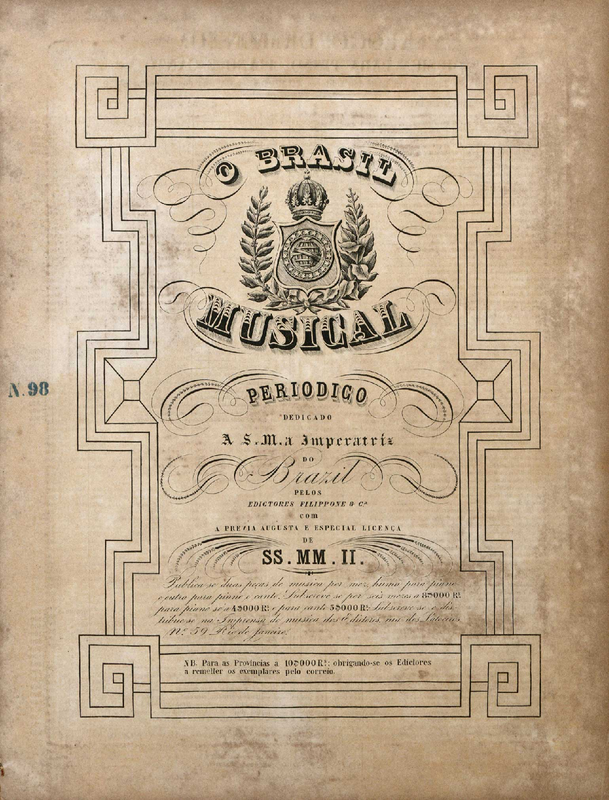 O BRASIL
MUSICAL
N. 98
PERIODICO
DEDICADO
A S.M.a Imperatriz
DO
Brazil
PELOS
EDICTORES FILIPPONE & Cª
com
A PREVIA AUGUSTA E ESPECIAL LICENÇA
DE
SS. MM. II.
Publica-se duas peças de musica por mez, huma para piano
e outra para piano e canto. Subscreve-se por seis mezes a 8$000 Rs
para piano só a 4$000 Rs e para canto 5$000 Rs. Subscreve-se e dis
tribue-se na Imprensa de musica dos Edictores rua dos Latoeiros
Nº 59. Rio de Janeiro.
NB. Para as Provincias a 10$000 Rs; obrigando-se os Edictores
a remetter os exemplares pelo correio.